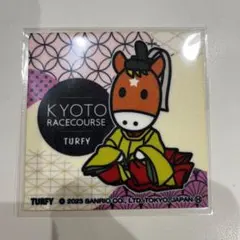 KYOTO
RACECOURSE
TURFY
TURFY © 2023 SANRIO CO., LTD. TOKYO, JAPAN Ⓗ